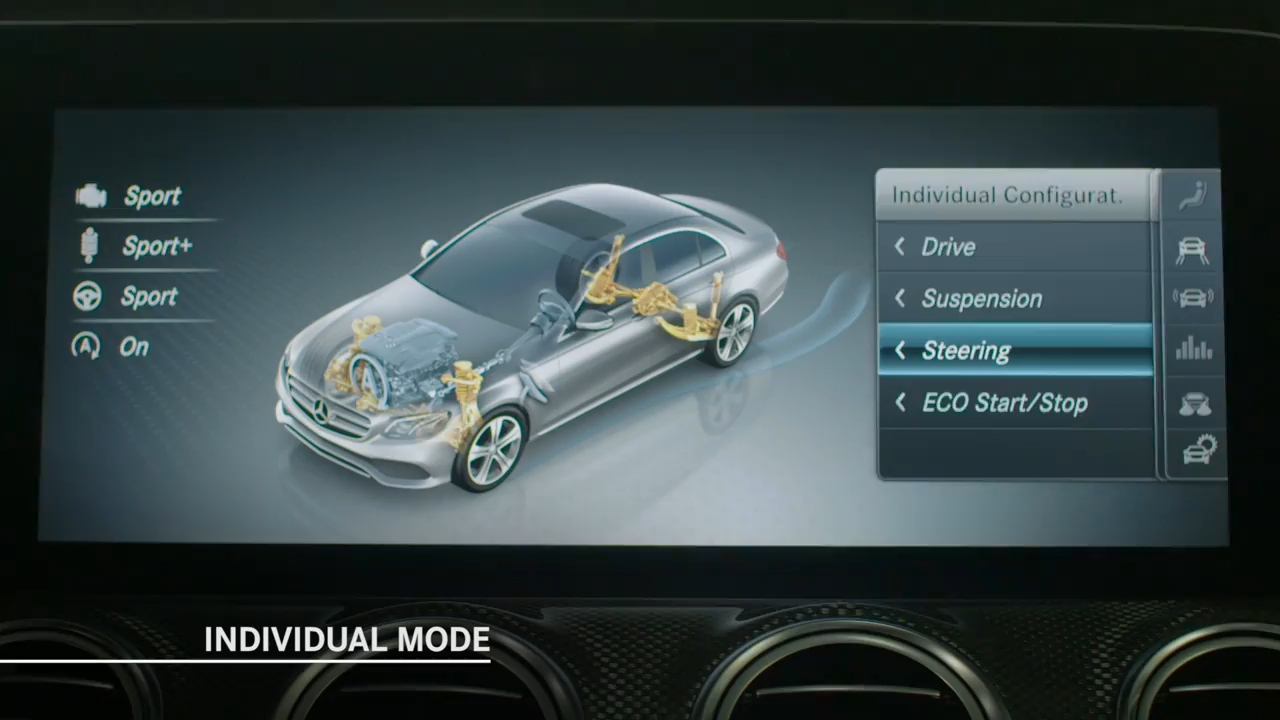 Sport
Sport+
Sport
On
Individual Configurat.
Drive
Suspension
Steering
ECO Start/Stop
INDIVIDUAL MODE